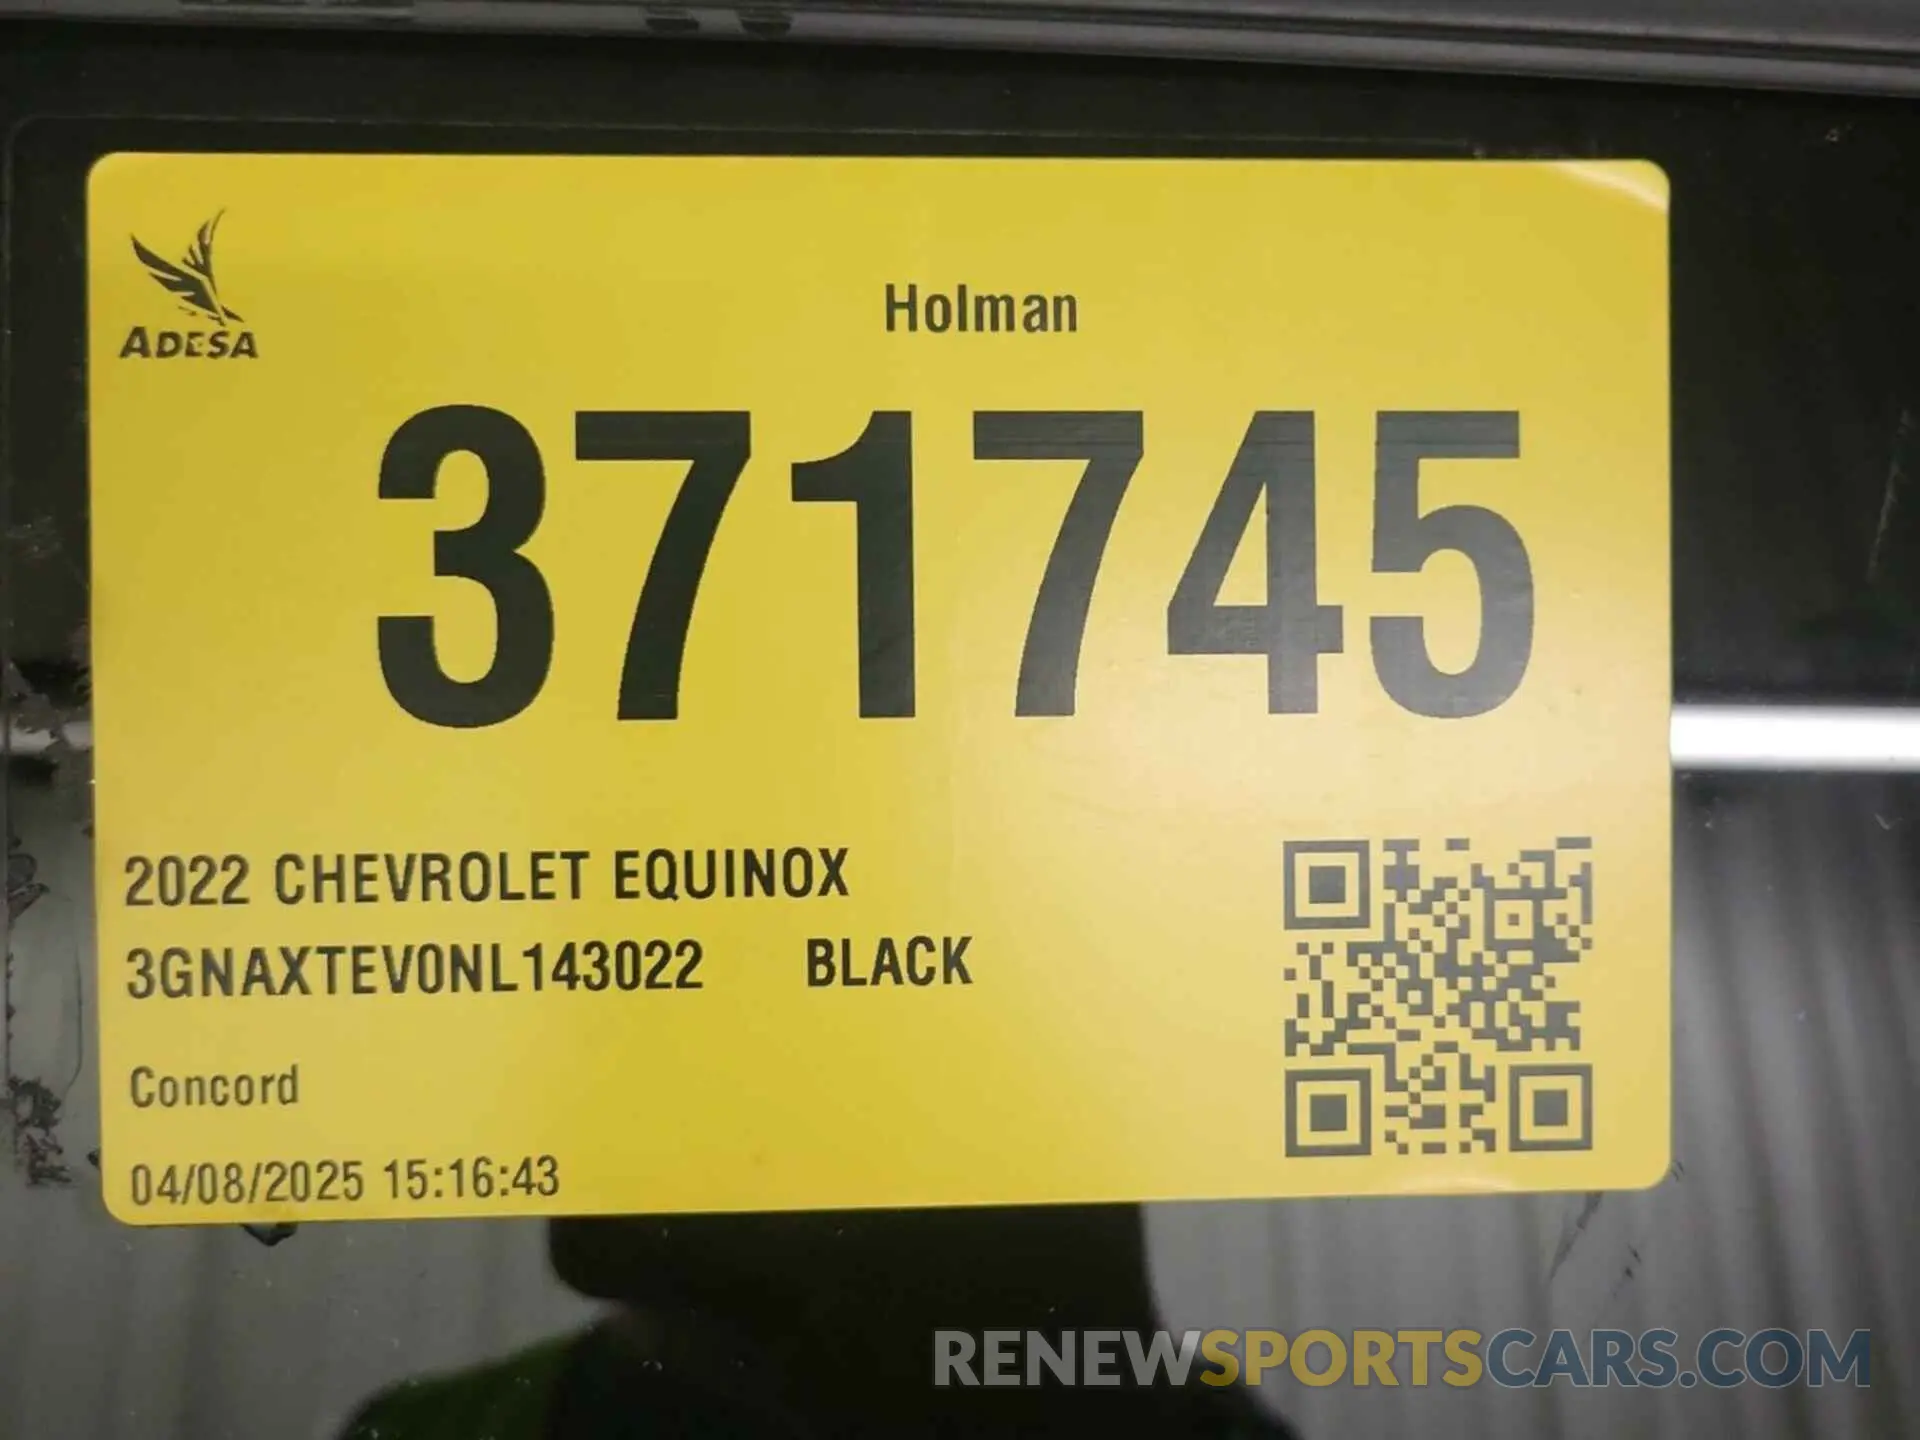 ADESA
Holman
371745
2022 CHEVROLET EQUINOX
3GNAXTEV0NL143022 BLACK
Concord
04/08/2025 15:16:43
RENEWSPORTSCARS.COM